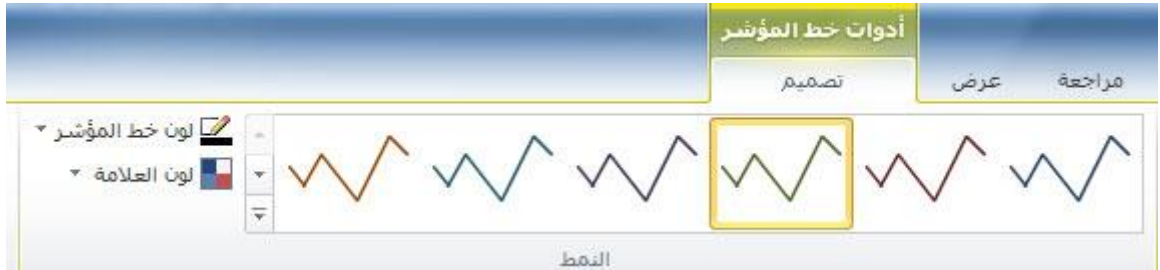 أدوات خط المؤشر
مراجعة عرض تصميم
لون خط المؤشر
لون العلامة
النمط